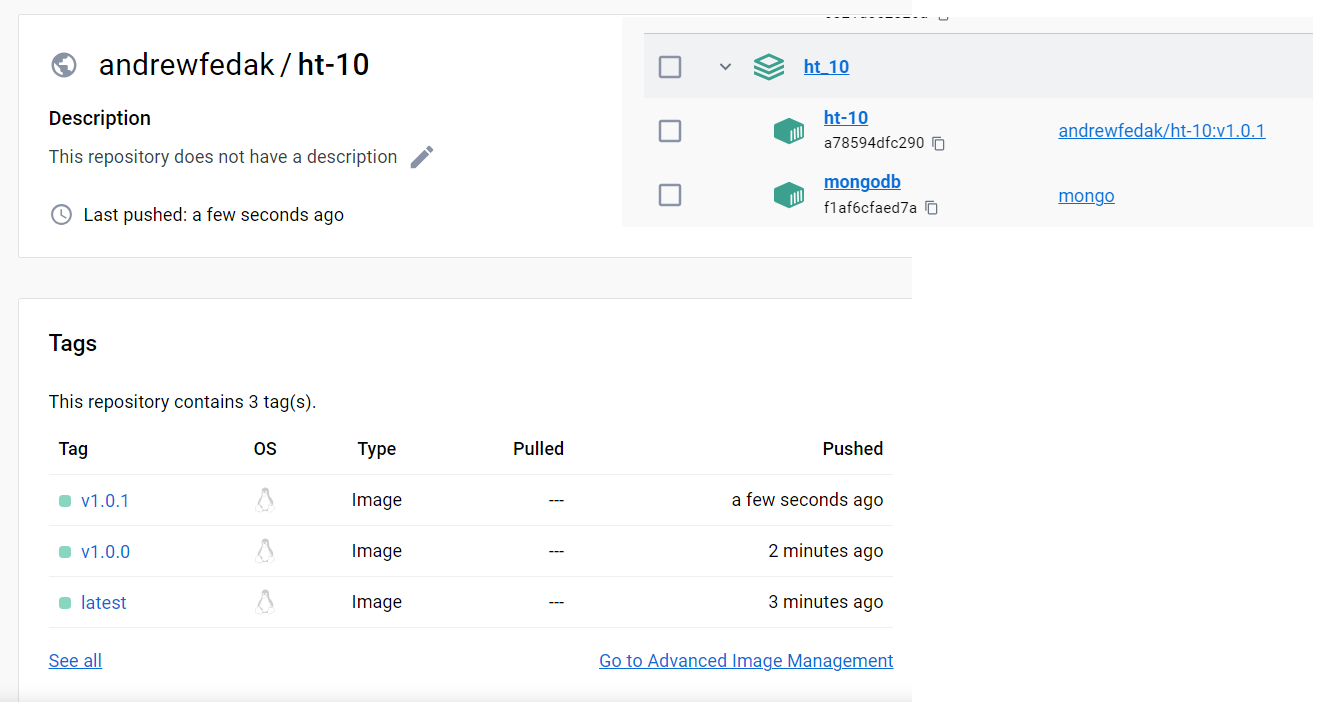 andrewfedak / ht-10
Description
This repository does not have a description
Last pushed: a few seconds ago
ht_10
ht-10
a78594dfc290
andrewfedak/ht-10:v1.0.1
mongodb
f1af6cfaed7a
mongo
Tags
This repository contains 3 tag(s).
Tag OS Type Pulled Pushed
v1.0.1 Image --- a few seconds ago
v1.0.0 Image --- 2 minutes ago
latest Image --- 3 minutes ago
See all Go to Advanced Image Management